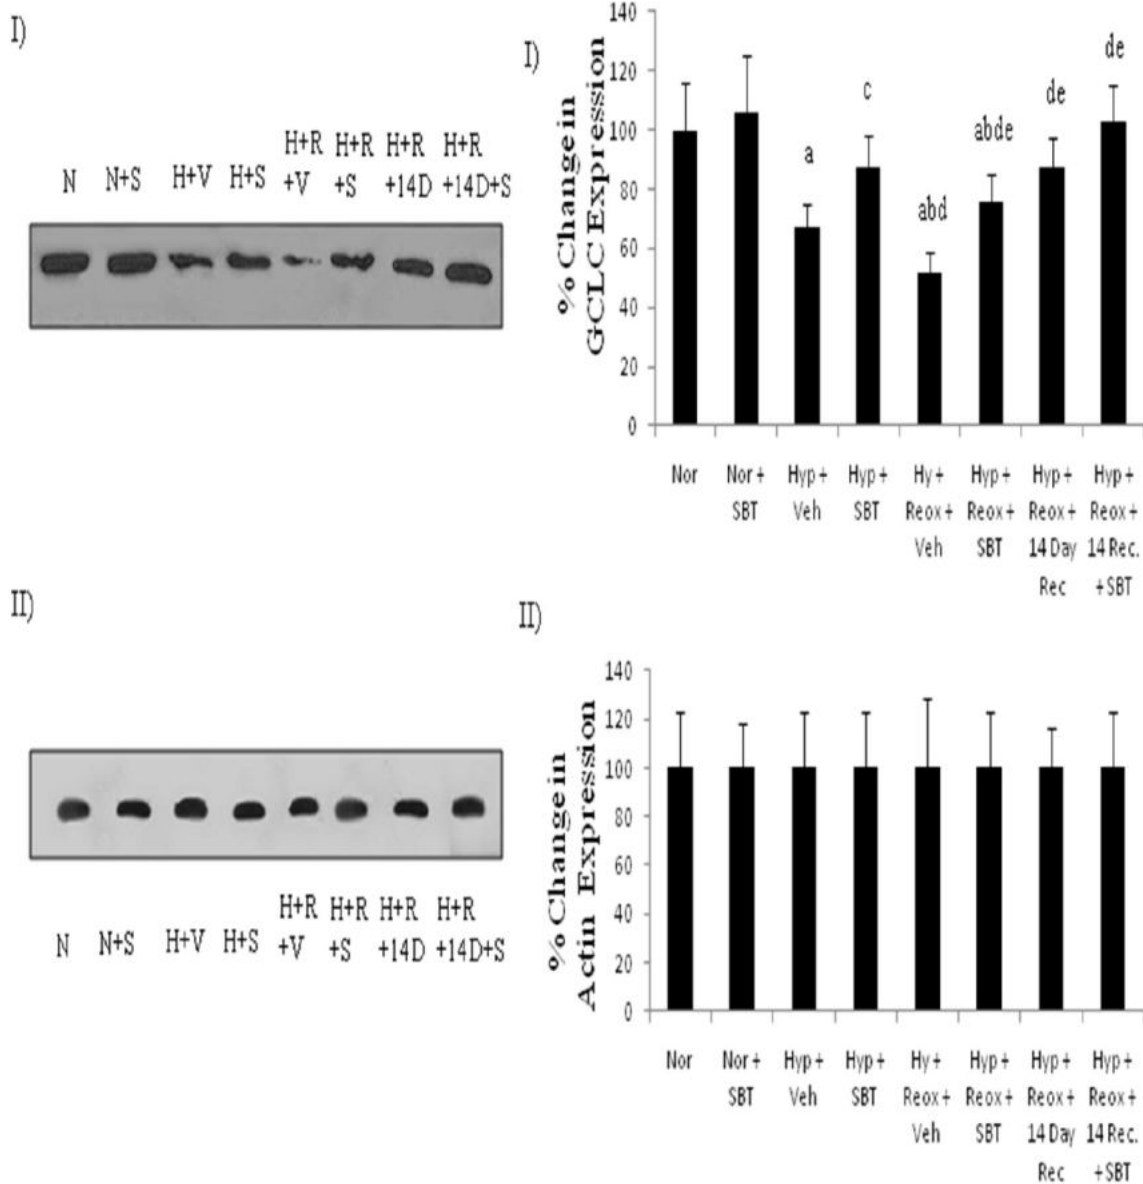 I)
N N+S H+V H+S H+R +V H+R +S H+R +14D H+R +14D+S
I)
% Change in
GCLC Expression
140
120
100
80
60
40
20
0
a
c
abd
abde
de
de
Nor
Nor + SBT
Hyp + Veh
Hyp + SBT
Hy + Reox + Veh
Hyp + Reox + SBT
Hyp + Reox + 14 Day Rec
Hyp + Reox + 14 Rec. + SBT
II)
N N+S H+V H+S H+R +V H+R +S H+R +14D H+R +14D+S
II)
% Change in
Actin Expression
140
120
100
80
60
40
20
0
Nor
Nor + SBT
Hyp + Veh
Hyp + SBT
Hy + Reox + Veh
Hyp + Reox + SBT
Hyp + Reox + 14 Day Rec
Hyp + Reox + 14 Rec. + SBT